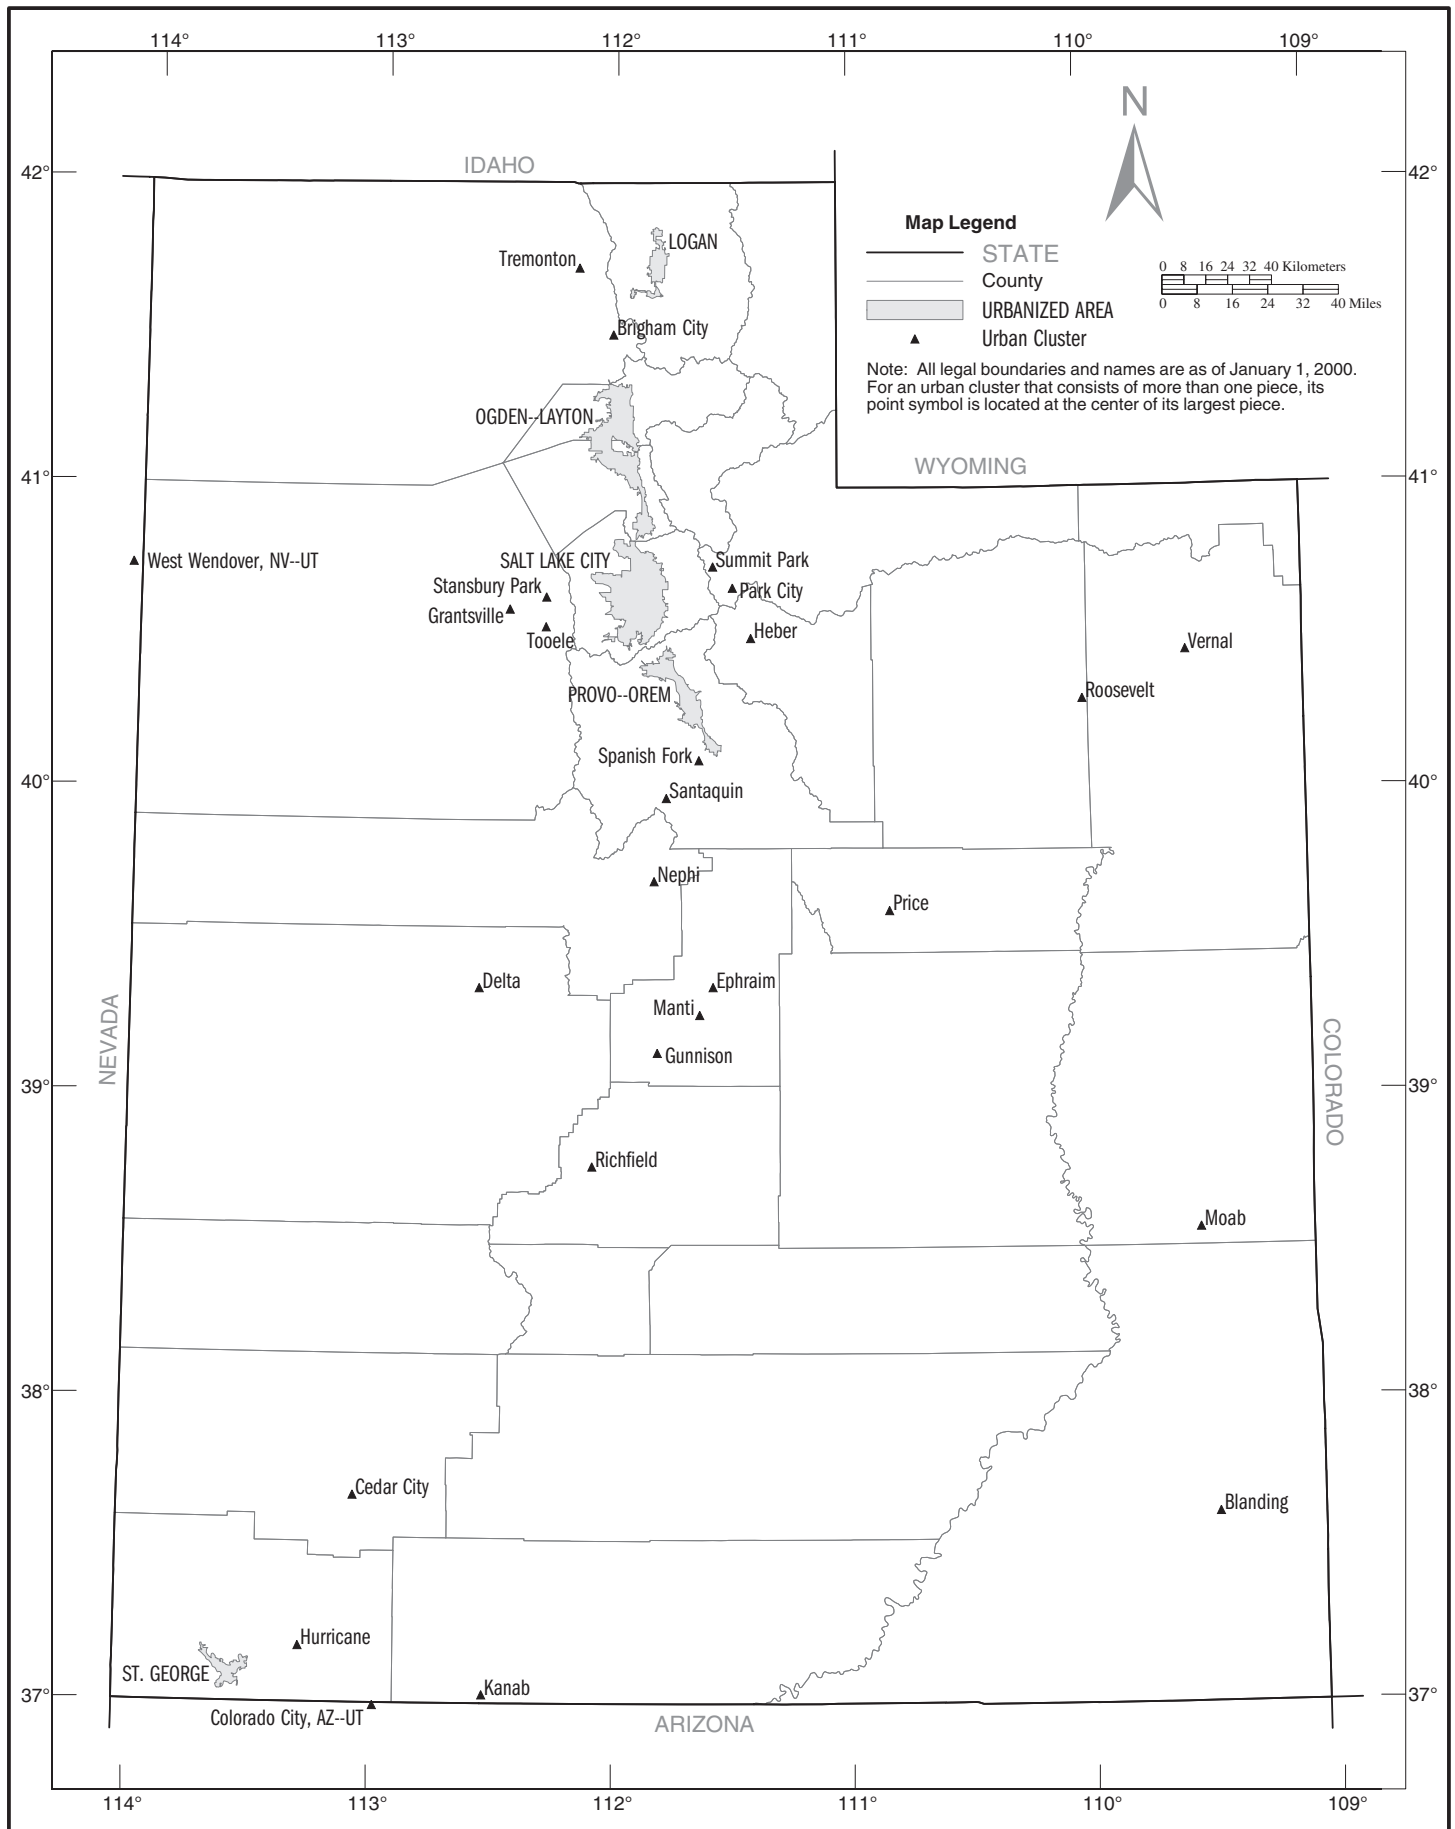 114°
113°
112°
111°
110°
109°
N
IDAHO
42°
42°
Map Legend
STATE
County
URBANIZED AREA
Urban Cluster
0 8 16 24 32 40 Kilometers
0 8 16 24 32 40 Miles
Note: All legal boundaries and names are as of January 1, 2000.
For an urban cluster that consists of more than one piece, its
point symbol is located at the center of its largest piece.
LOGAN
Tremonton
Brigham City
OGDEN--LAYTON
WYOMING
41°
41°
West Wendover, NV--UT
SALT LAKE CITY
Summit Park
Stansbury Park
Park City
Grantsville
Tooele
Heber
Vernal
PROVO--OREM
Roosevelt
Spanish Fork
40°
40°
Santaquin
Nephi
Price
Delta
Ephraim
Manti
Gunnison
NEVADA
COLORADO
39°
39°
Richfield
Moab
38°
38°
Cedar City
Blanding
Hurricane
ST. GEORGE
Kanab
37°
37°
Colorado City, AZ--UT
ARIZONA
114°
113°
112°
111°
110°
109°